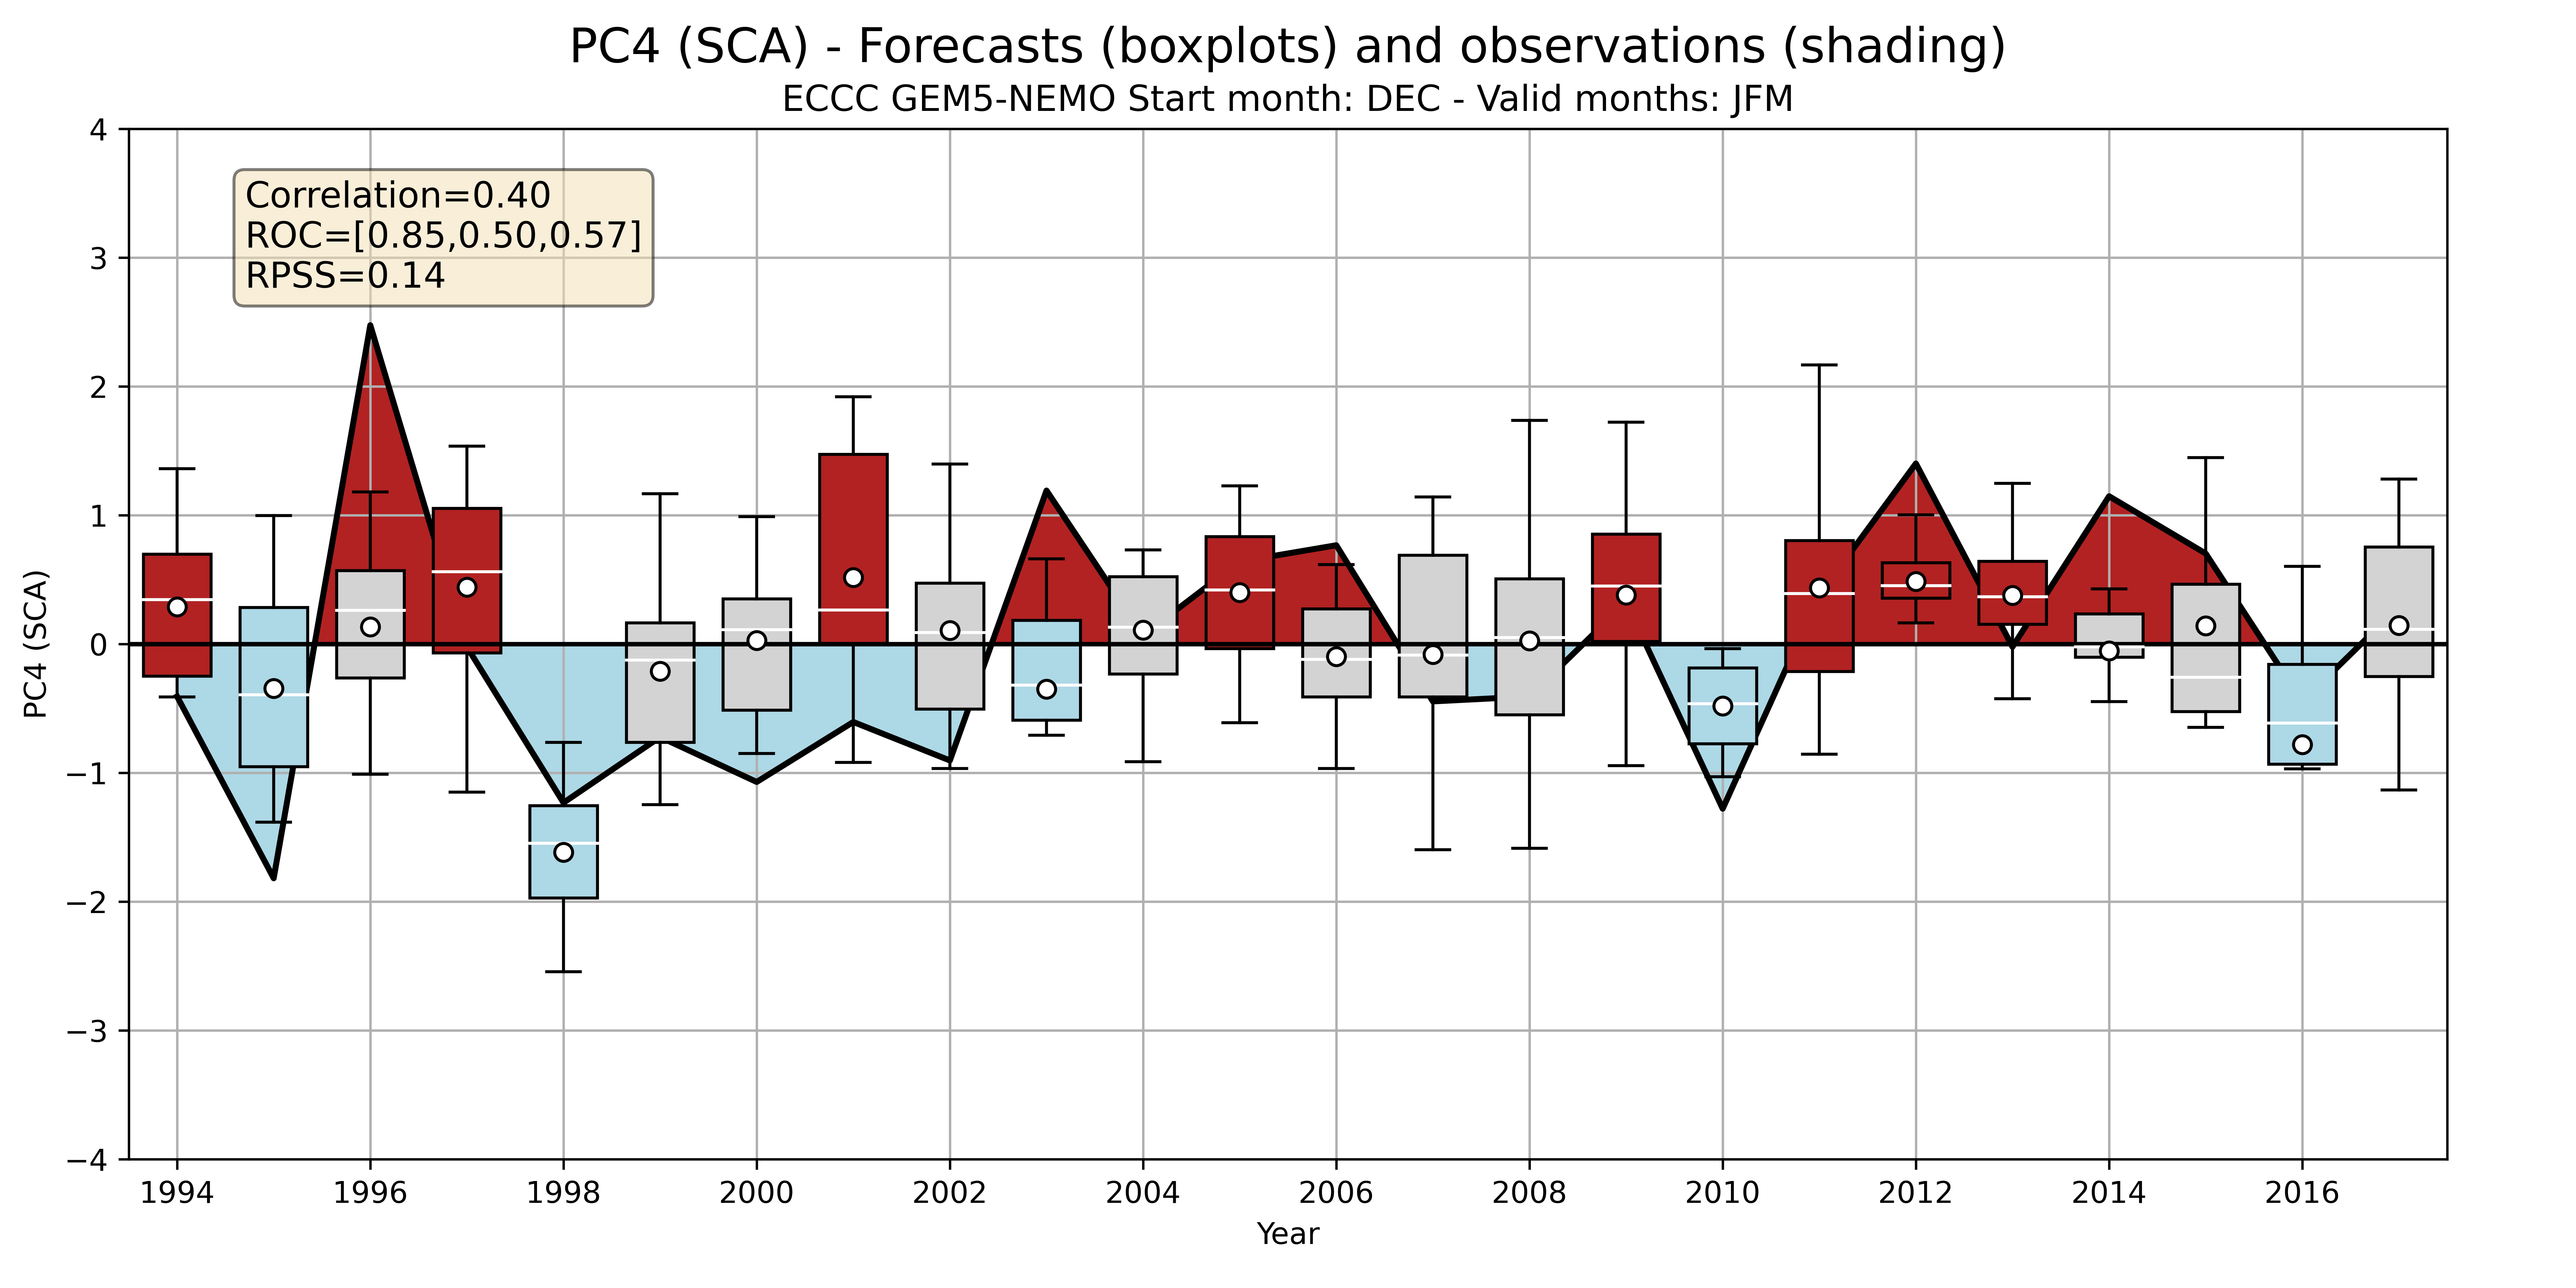 PC4 (SCA) - Forecasts (boxplots) and observations (shading)
ECCC GEM5-NEMO Start month: DEC - Valid months: JFM
Correlation=0.40
ROC=[0.85,0.50,0.57]
RPSS=0.14
PC4 (SCA)
4
3
2
1
0
−1
−2
−3
−4
1994 1996 1998 2000 2002 2004 2006 2008 2010 2012 2014 2016
Year